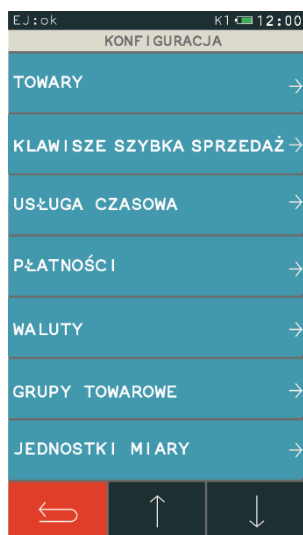 EJ:ok K1 12:00
KONFIGURACJA
TOWARY
KLAWISZE SZYBKA SPRZEDAŻ
USŁUGA CZASOWA
PŁATNOŚCI
WALUTY
GRUPY TOWAROWE
JEDNOSTKI MIARY